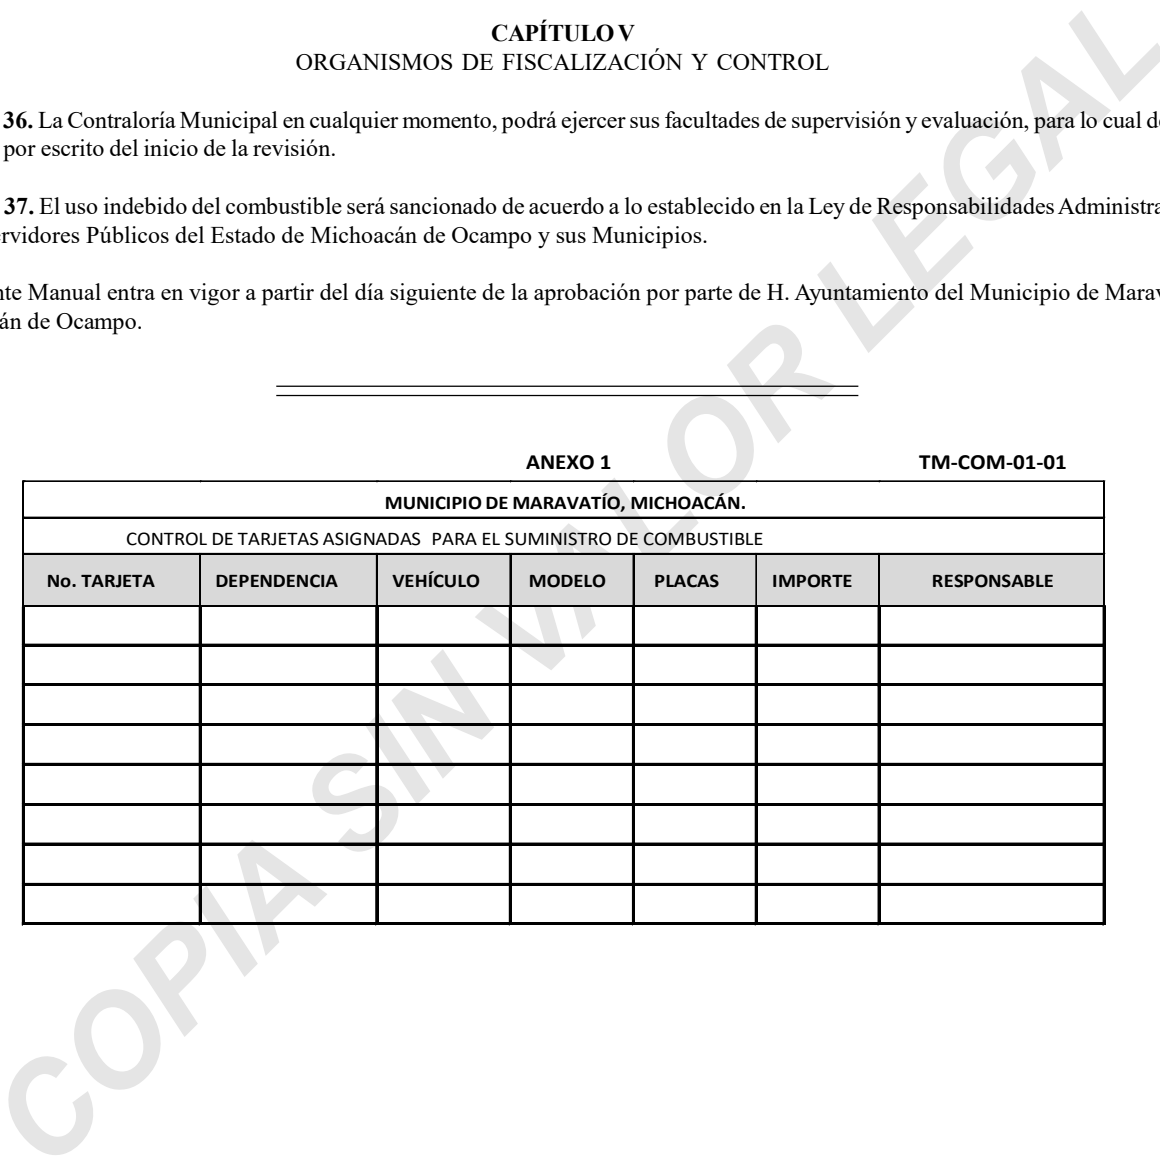 CAPÍTULO V
ORGANISMOS DE FISCALIZACIÓN Y CONTROL
36. La Contraloría Municipal en cualquier momento, podrá ejercer sus facultades de supervisión y evaluación, para lo cual
por escrito del inicio de la revisión.
37. El uso indebido del combustible será sancionado de acuerdo a lo establecido en la Ley de Responsabilidades Administra
rvidores Públicos del Estado de Michoacán de Ocampo y sus Municipios.
nte Manual entra en vigor a partir del día siguiente de la aprobación por parte de H. Ayuntamiento del Municipio de Marav
án de Ocampo.
ANEXO 1 TM-COM-01-01
MUNICIPIO DE MARAVATÍO, MICHOACÁN.
CONTROL DE TARJETAS ASIGNADAS PARA EL SUMINISTRO DE COMBUSTIBLE
No. TARJETA DEPENDENCIA VEHÍCULO MODELO PLACAS IMPORTE RESPONSABLE
COPIA SIN VALOR LEGAL